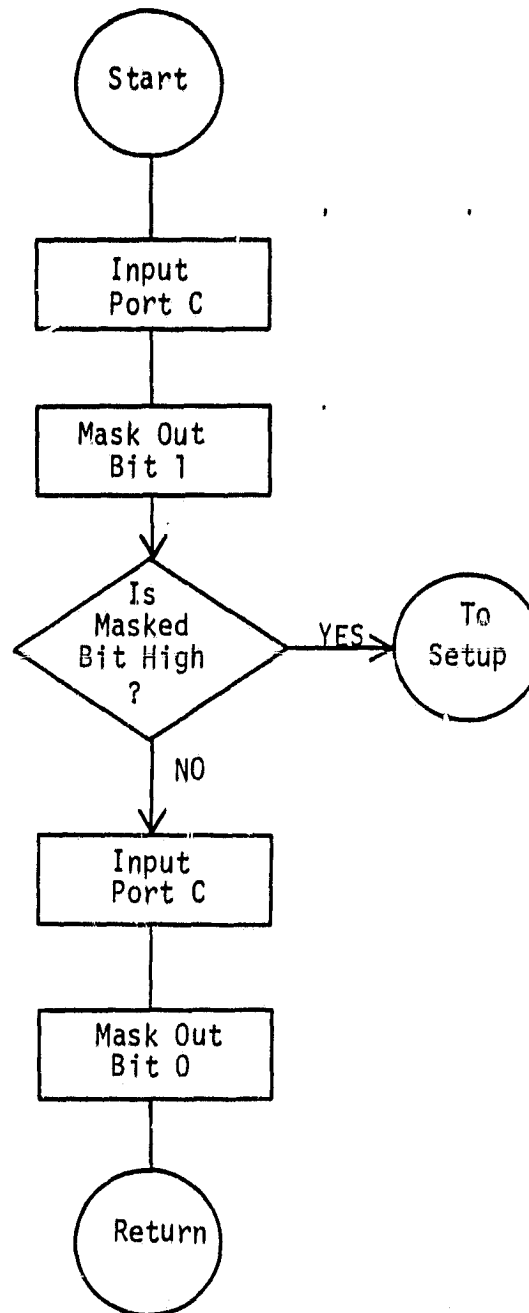 Start
Input
Port C
Mask Out
Bit 1
Is
Masked
Bit High
?
YES
To
Setup
NO
Input
Port C
Mask Out
Bit 0
Return